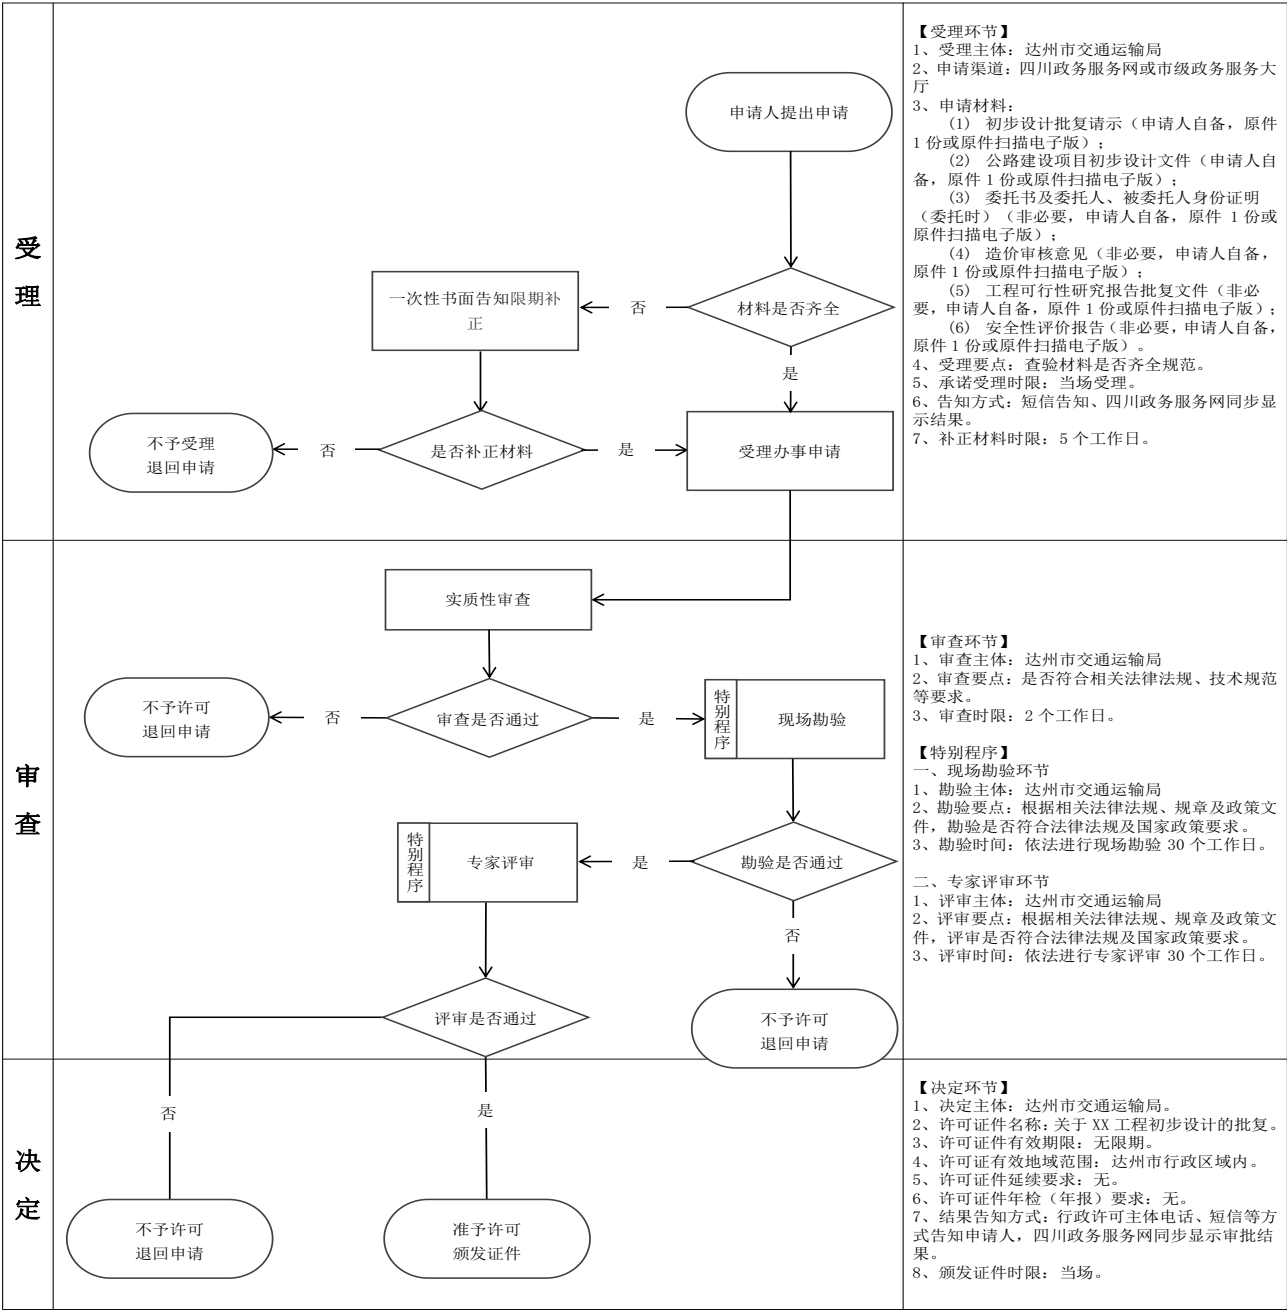 受
理
申请人提出申请
材料是否齐全
否
一次性书面告知限期补
正
是
是否补正材料
否
不予受理
退回申请
是
受理办事申请
【受理环节】
1、受理主体：达州市交通运输局
2、申请渠道：四川政务服务网或市级政务服务大
厅
3、申请材料：
(1) 初步设计批复请示（申请人自备，原件
1 份或原件扫描电子版）；
(2) 公路建设项目初步设计文件（申请人自
备，原件 1 份或原件扫描电子版）；
(3) 委托书及委托人、被委托人身份证明
（委托时）（非必要，申请人自备，原件 1 份或
原件扫描电子版）；
(4) 造价审核意见（非必要，申请人自备，
原件 1 份或原件扫描电子版）；
(5) 工程可行性研究报告批复文件（非必
要，申请人自备，原件 1 份或原件扫描电子版）；
(6) 安全性评价报告（非必要，申请人自备，
原件 1 份或原件扫描电子版）。
4、受理要点：查验材料是否齐全规范。
5、承诺受理时限：当场受理。
6、告知方式：短信告知、四川政务服务网同步显
示结果。
7、补正材料时限：5 个工作日。
审
查
实质性审查
审查是否通过
否
不予许可
退回申请
是
特别程序
现场勘验
勘验是否通过
是
特别程序
专家评审
否
不予许可
退回申请
评审是否通过
【审查环节】
1、审查主体：达州市交通运输局
2、审查要点：是否符合相关法律法规、技术规范
等要求。
3、审查时限：2 个工作日。
【特别程序】
一、现场勘验环节
1、勘验主体：达州市交通运输局
2、勘验要点：根据相关法律法规、规章及政策文
件，勘验是否符合法律法规及国家政策要求。
3、勘验时间：依法进行现场勘验 30 个工作日。
二、专家评审环节
1、评审主体：达州市交通运输局
2、评审要点：根据相关法律法规、规章及政策文
件，评审是否符合法律法规及国家政策要求。
3、评审时间：依法进行专家评审 30 个工作日。
决
定
否
是
不予许可
退回申请
准予许可
颁发证件
【决定环节】
1、决定主体：达州市交通运输局。
2、许可证件名称：关于 XX 工程初步设计的批复。
3、许可证件有效期限：无限期。
4、许可证有效地域范围：达州市行政区域内。
5、许可证件延续要求：无。
6、许可证件年检（年报）要求：无。
7、结果告知方式：行政许可主体电话、短信等方
式告知申请人，四川政务服务网同步显示审批结
果。
8、颁发证件时限：当场。